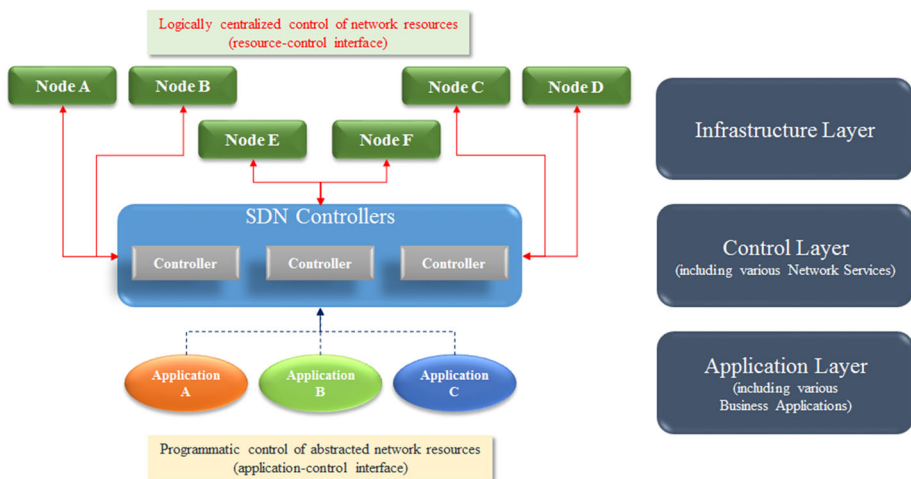 Logically centralized control of network resources
(resource-control interface)
Node A
Node B
Node C
Node D
Node E
Node F
Infrastructure Layer
SDN Controllers
Controller
Controller
Controller
Control Layer
(including various Network Services)
Application
A
Application
B
Application
C
Application Layer
(including various
Business Applications)
Programmatic control of abstracted network resources
(application-control interface)